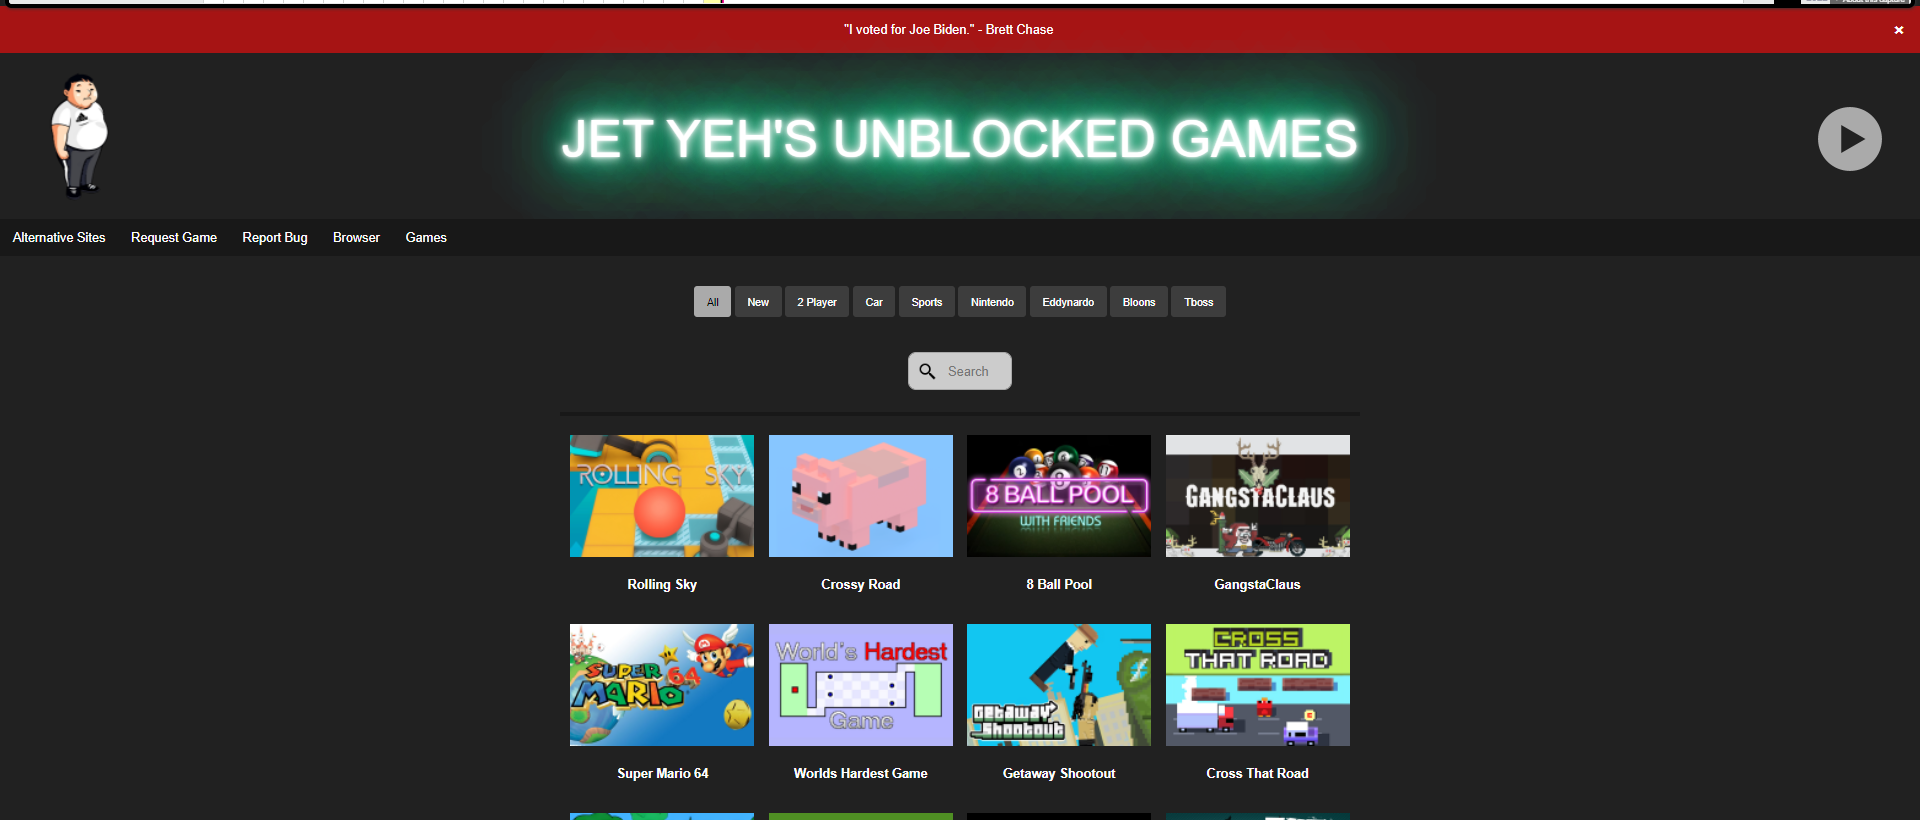 About this capture
"I voted for Joe Biden." - Brett Chase ×
JET YEH'S UNBLOCKED GAMES
Alternative Sites Request Game Report Bug Browser Games
All New 2 Player Car Sports Nintendo Eddynardo Bloons Tboss
Search
ROLLING SKY
8 BALL POOL
WITH FRIENDS
GANGSTACLAUS
Rolling Sky Crossy Road 8 Ball Pool GangstaClaus
SUPER MARIO 64
World's Hardest Game
GETAWAY SHOOTOUT
CROSS THAT ROAD
Super Mario 64 Worlds Hardest Game Getaway Shootout Cross That Road